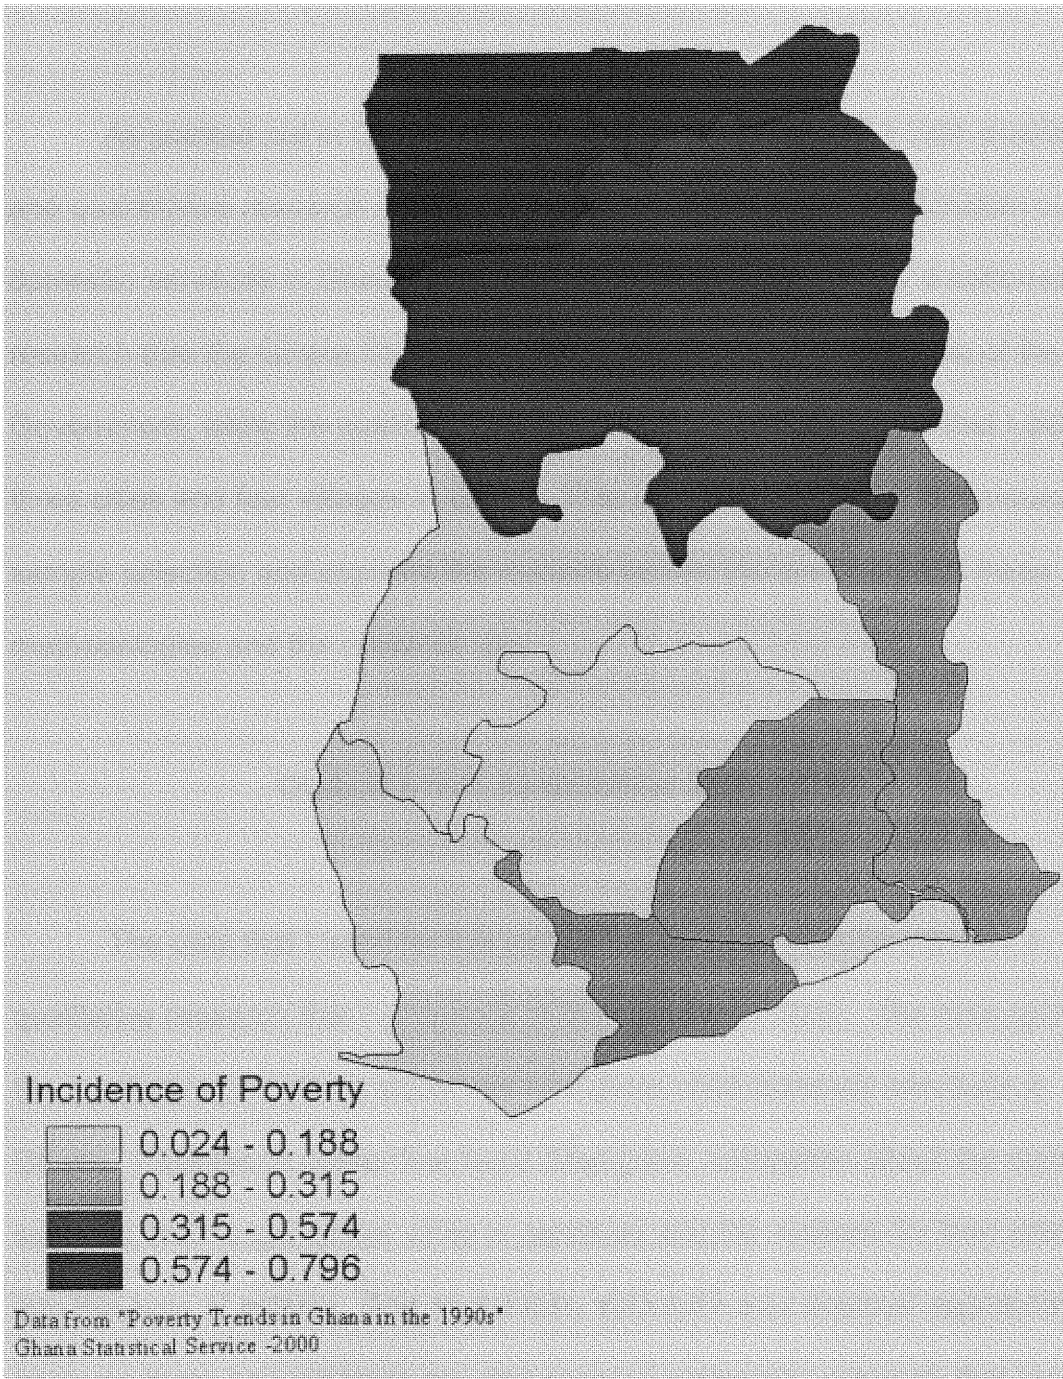 Incidence of Poverty
0.024 - 0.188
0.188 - 0.315
0.315 - 0.574
0.574 - 0.796
Data from "Poverty Trends in Ghana in the 1990s"
Ghana Statistical Service -2000